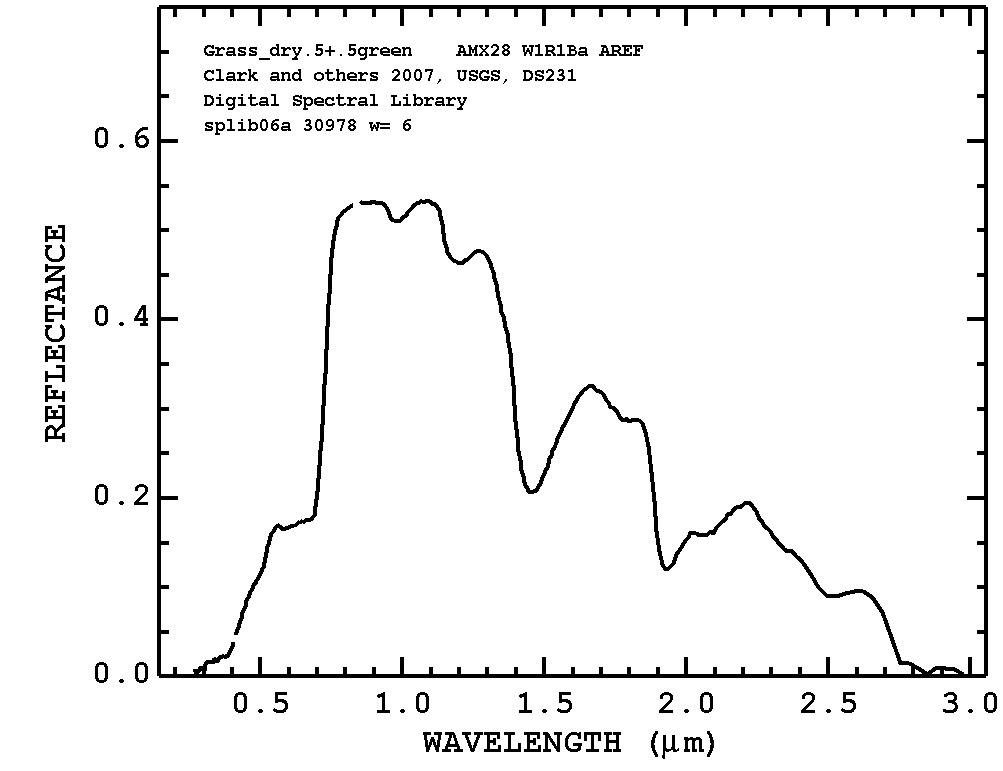 Grass_dry.5+.5green AMX28 W1R1Ba AREF
Clark and others 2007, USGS, DS231
Digital Spectral Library
splib06a 30978 w= 6
REFLECTANCE
0.6
0.4
0.2
0.0
0.5 1.0 1.5 2.0 2.5 3.0
WAVELENGTH (μm)